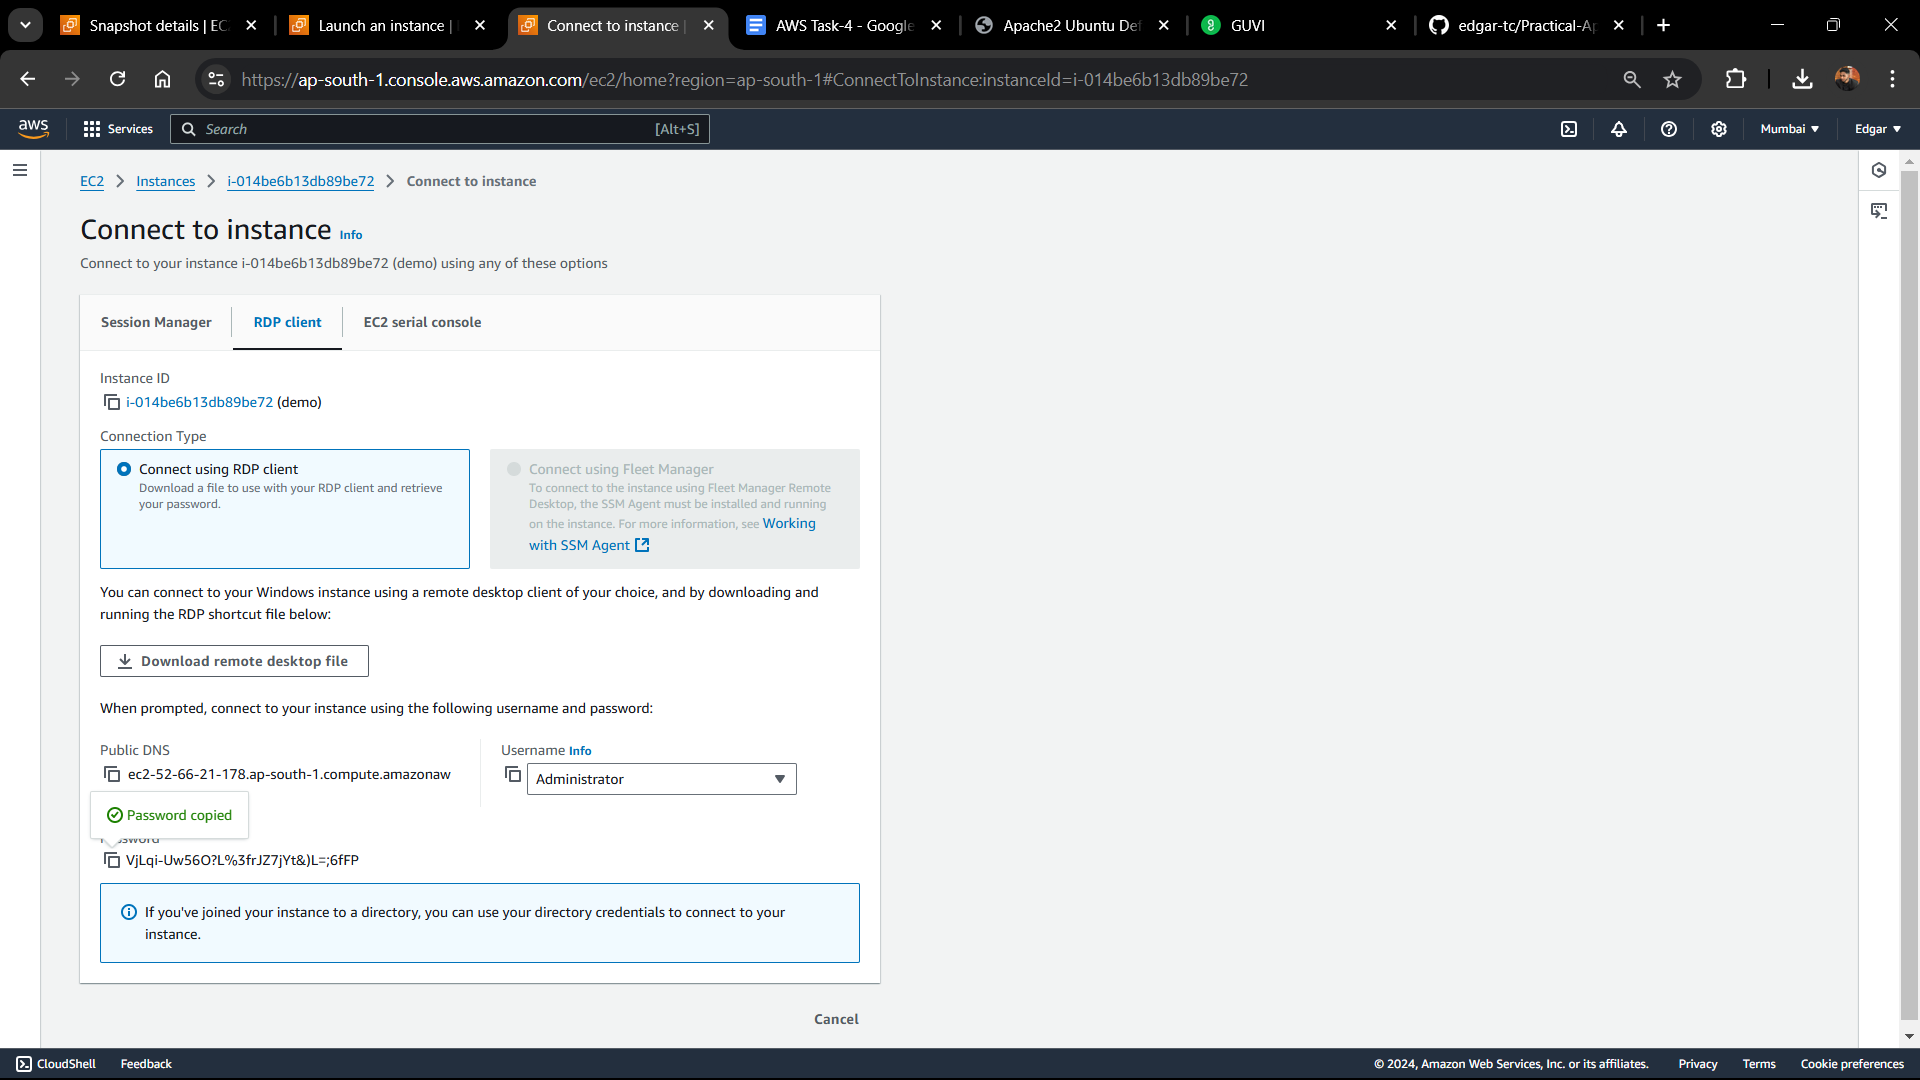 Snapshot details | EC
Launch an instance |
Connect to instance |
AWS Task-4 - Google
Apache2 Ubuntu Def
GUVI
edgar-tc/Practical-Ap
https://ap-south-1.console.aws.amazon.com/ec2/home?region=ap-south-1#ConnectToInstance:instanceId=i-014be6b13db89be72
aws
Services
Search
[Alt+S]
Mumbai
Edgar
EC2
Instances
i-014be6b13db89be72
Connect to instance
Connect to instance Info
Connect to your instance i-014be6b13db89be72 (demo) using any of these options
Session Manager
RDP client
EC2 serial console
Instance ID
i-014be6b13db89be72 (demo)
Connection Type
Connect using RDP client
Download a file to use with your RDP client and retrieve
your password.
Connect using Fleet Manager
To connect to the instance using Fleet Manager Remote
Desktop, the SSM Agent must be installed and running
on the instance. For more information, see Working
with SSM Agent
You can connect to your Windows instance using a remote desktop client of your choice, and by downloading and
running the RDP shortcut file below:
Download remote desktop file
When prompted, connect to your instance using the following username and password:
Public DNS
ec2-52-66-21-178.ap-south-1.compute.amazonaw
Username Info
Administrator
Password copied
Password
VjLqi-Uw56O?L%3frJZ7jYt&)L=;6fFP
If you've joined your instance to a directory, you can use your directory credentials to connect to your
instance.
Cancel
CloudShell
Feedback
© 2024, Amazon Web Services, Inc. or its affiliates.
Privacy
Terms
Cookie preferences